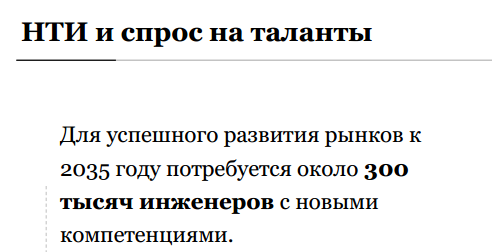 НТИ и спрос на таланты
Для успешного развития рынков к
2035 году потребуется около 300
тысяч инженеров с новыми
компетенциями.